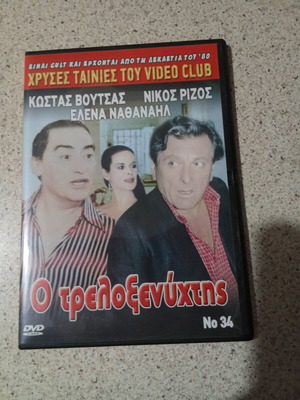 ΕΙΝΑΙ CULT ΚΑΙ ΕΡΧΟΝΤΑΙ ΑΠΟ ΤΗ ΔΕΚΑΕΤΙΑ ΤΟΥ '80
ΧΡΥΣΕΣ ΤΑΙΝΙΕΣ ΤΟΥ VIDEO CLUB
ΚΩΣΤΑΣ ΒΟΥΤΣΑΣ ΝΙΚΟΣ ΡΙΖΟΣ
ΕΛΕΝΑ ΝΑΘΑΝΑΗΛ
Ο τρελοξενύχτης
DVD
No 34